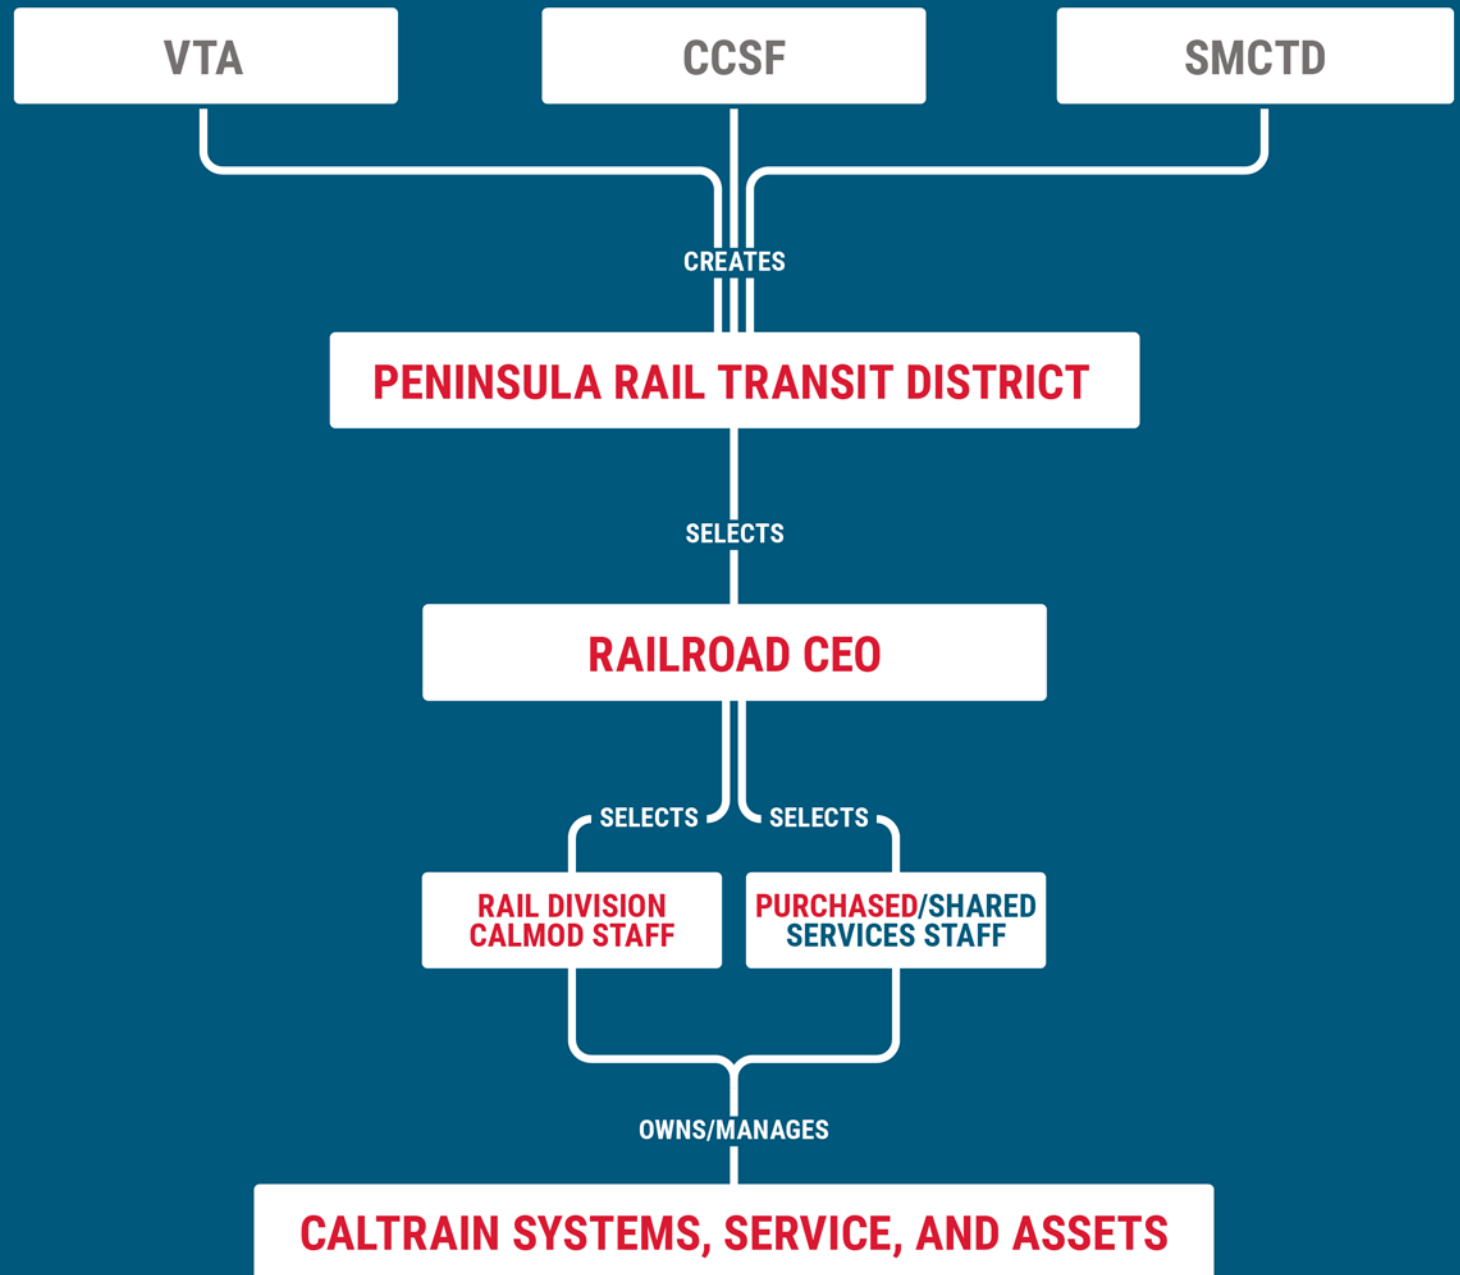 VTA
CCSF
SMCTD
CREATES
PENINSULA RAIL TRANSIT DISTRICT
SELECTS
RAILROAD CEO
SELECTS
SELECTS
RAIL DIVISION
CALMOD STAFF
PURCHASED/SHARED
SERVICES STAFF
OWNS/MANAGES
CALTRAIN SYSTEMS, SERVICE, AND ASSETS